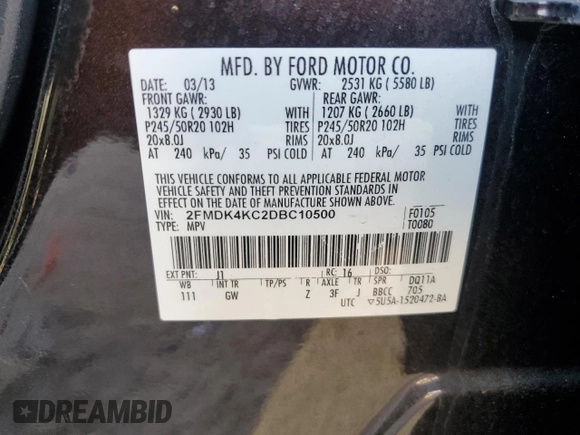 MFD. BY FORD MOTOR CO.
DATE: 03/13 GVWR: 2531 KG ( 5580 LB)
FRONT GAWR: REAR GAWR:
1329 KG ( 2930 LB) WITH 1207 KG ( 2660 LB) WITH
P245/50R20 102H TIRES P245/50R20 102H TIRES
20x8.0J RIMS 20x8.0J RIMS
AT 240 kPa/ 35 PSI COLD AT 240 kPa/ 35 PSI COLD
THIS VEHICLE CONFORMS TO ALL APPLICABLE FEDERAL MOTOR
VEHICLE SAFETY AND THEFT PREVENTION STANDARDS IN
EFFECT ON THE DATE OF MANUFACTURE SHOWN ABOVE.
VIN: 2FMDK4KC2DBC10500 F0105
TYPE: MPV T0080
EXT PNT: J1 RC: 16 DSO:
WB INT TR TP/PS R AXLE TR SPR DQ11A
111 GW Z 3F J BBCC 705
UTC ▽5U5A-1520472-BA
DREAMBID